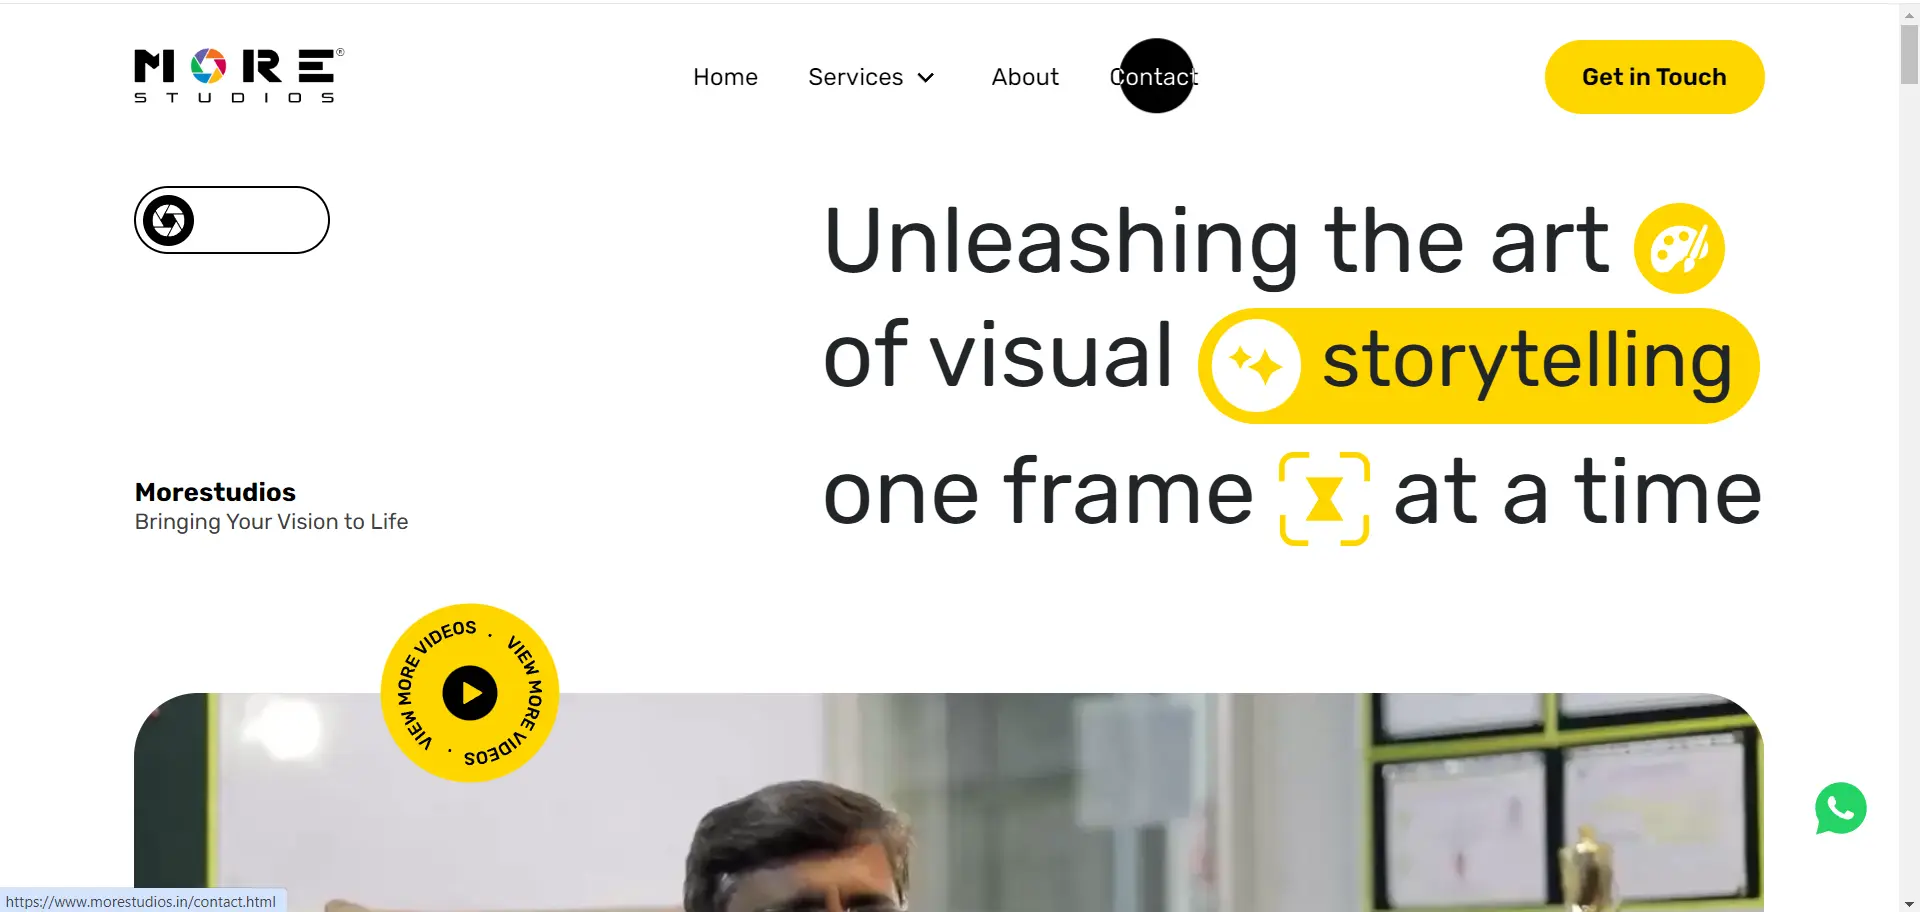 MORE®
STUDIOS
Home
Services
About
Contact
Get in Touch
Unleashing the art
of visual storytelling
one frame at a time
Morestudios
Bringing Your Vision to Life
VIEW MORE VIDEOS · VIEW MORE VIDEOS ·
https://www.morestudios.in/contact.html